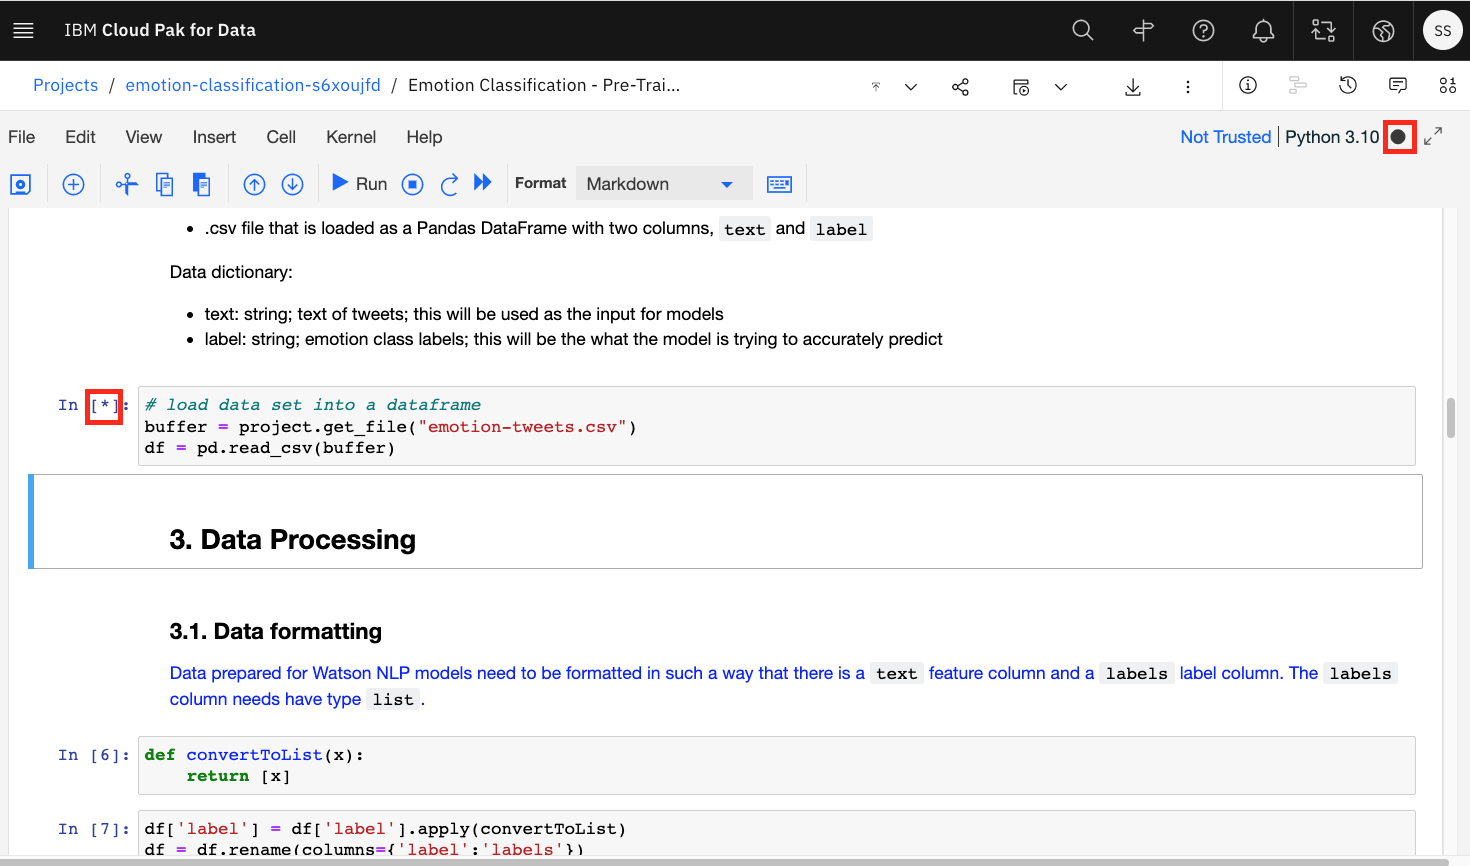 IBM Cloud Pak for Data
SS
Projects / emotion-classification-s6xoujfd / Emotion Classification - Pre-Trai...
File Edit View Insert Cell Kernel Help
Not Trusted Python 3.10
Run Format Markdown
• .csv file that is loaded as a Pandas DataFrame with two columns, text and label
Data dictionary:
• text: string; text of tweets; this will be used as the input for models
• label: string; emotion class labels; this will be the what the model is trying to accurately predict
In [*]: # load data set into a dataframe
buffer = project.get_file("emotion-tweets.csv")
df = pd.read_csv(buffer)
3. Data Processing
3.1. Data formatting
Data prepared for Watson NLP models need to be formatted in such a way that there is a text feature column and a labels label column. The labels
column needs have type list .
In [6]: def convertToList(x):
return [x]
In [7]: df['label'] = df['label'].apply(convertToList)
df = df.rename(columns={'label':'labels'})